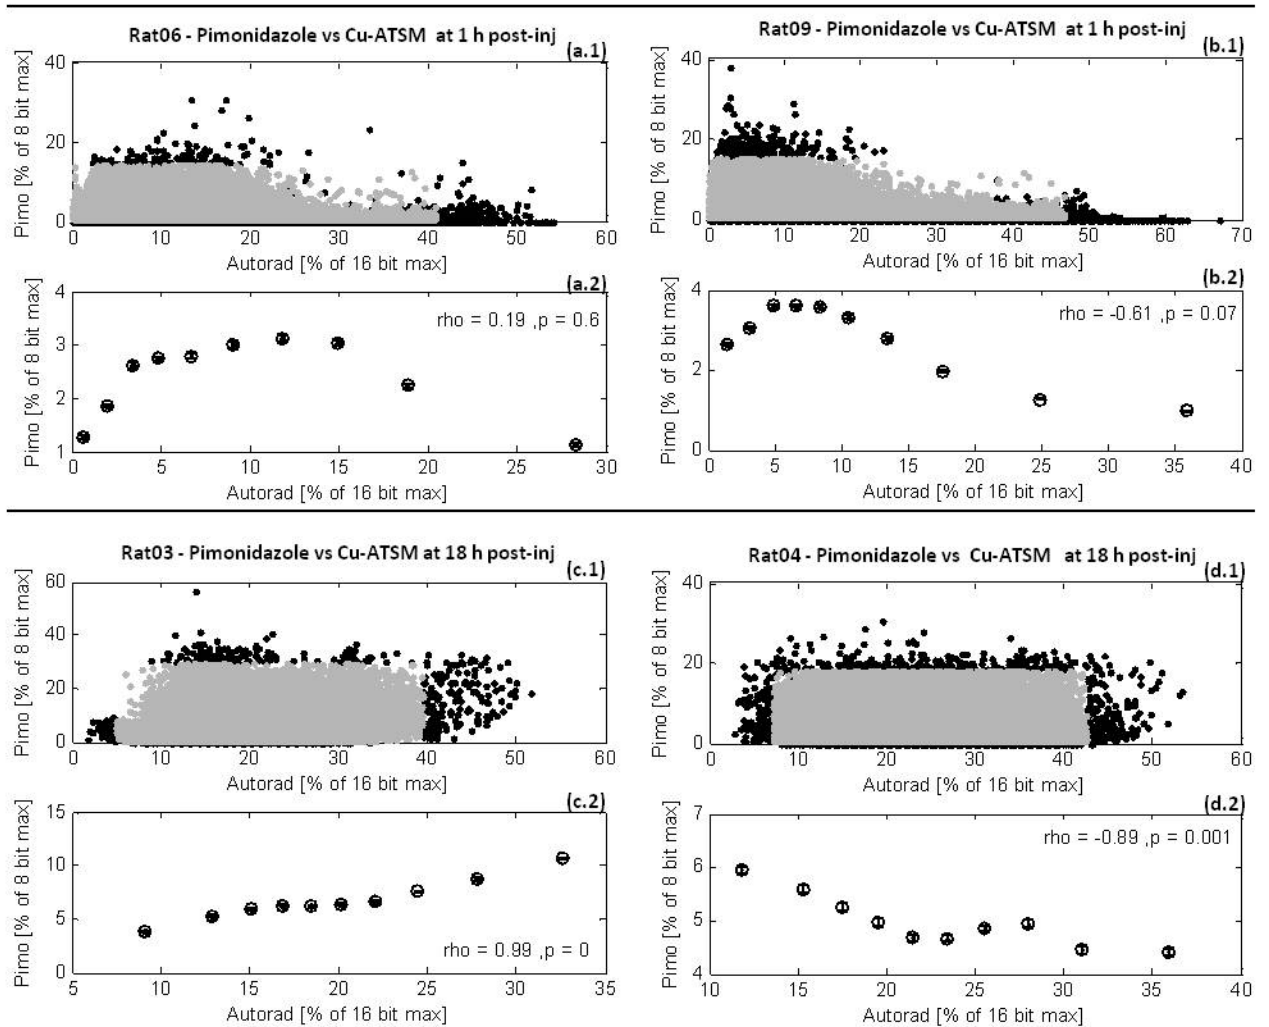 Rat06 - Pimonidazole vs Cu-ATSM at 1 h post-inj
(a.1)
Pimo [% of 8 bit max]
40
20
0
0 10 20 30 40 50 60
Autorad [% of 16 bit max]
Rat09 - Pimonidazole vs Cu-ATSM at 1 h post-inj
(b.1)
Pimo [% of 8 bit max]
40
20
0
0 10 20 30 40 50 60 70
Autorad [% of 16 bit max]
(a.2)
rho = 0.19 ,p = 0.6
Pimo [% of 8 bit max]
4
3
2
1
0 5 10 15 20 25 30
Autorad [% of 16 bit max]
(b.2)
rho = -0.61 ,p = 0.07
Pimo [% of 8 bit max]
4
2
0
0 5 10 15 20 25 30 35 40
Autorad [% of 16 bit max]
Rat03 - Pimonidazole vs Cu-ATSM at 18 h post-inj
(c.1)
Pimo [% of 8 bit max]
60
40
20
0
0 10 20 30 40 50 60
Autorad [% of 16 bit max]
Rat04 - Pimonidazole vs Cu-ATSM at 18 h post-inj
(d.1)
Pimo [% of 8 bit max]
40
20
0
0 10 20 30 40 50 60
Autorad [% of 16 bit max]
(c.2)
Pimo [% of 8 bit max]
15
10
5
0
rho = 0.99 ,p = 0
5 10 15 20 25 30 35
Autorad [% of 16 bit max]
(d.2)
rho = -0.89 ,p = 0.001
Pimo [% of 8 bit max]
7
6
5
4
10 15 20 25 30 35 40
Autorad [% of 16 bit max]